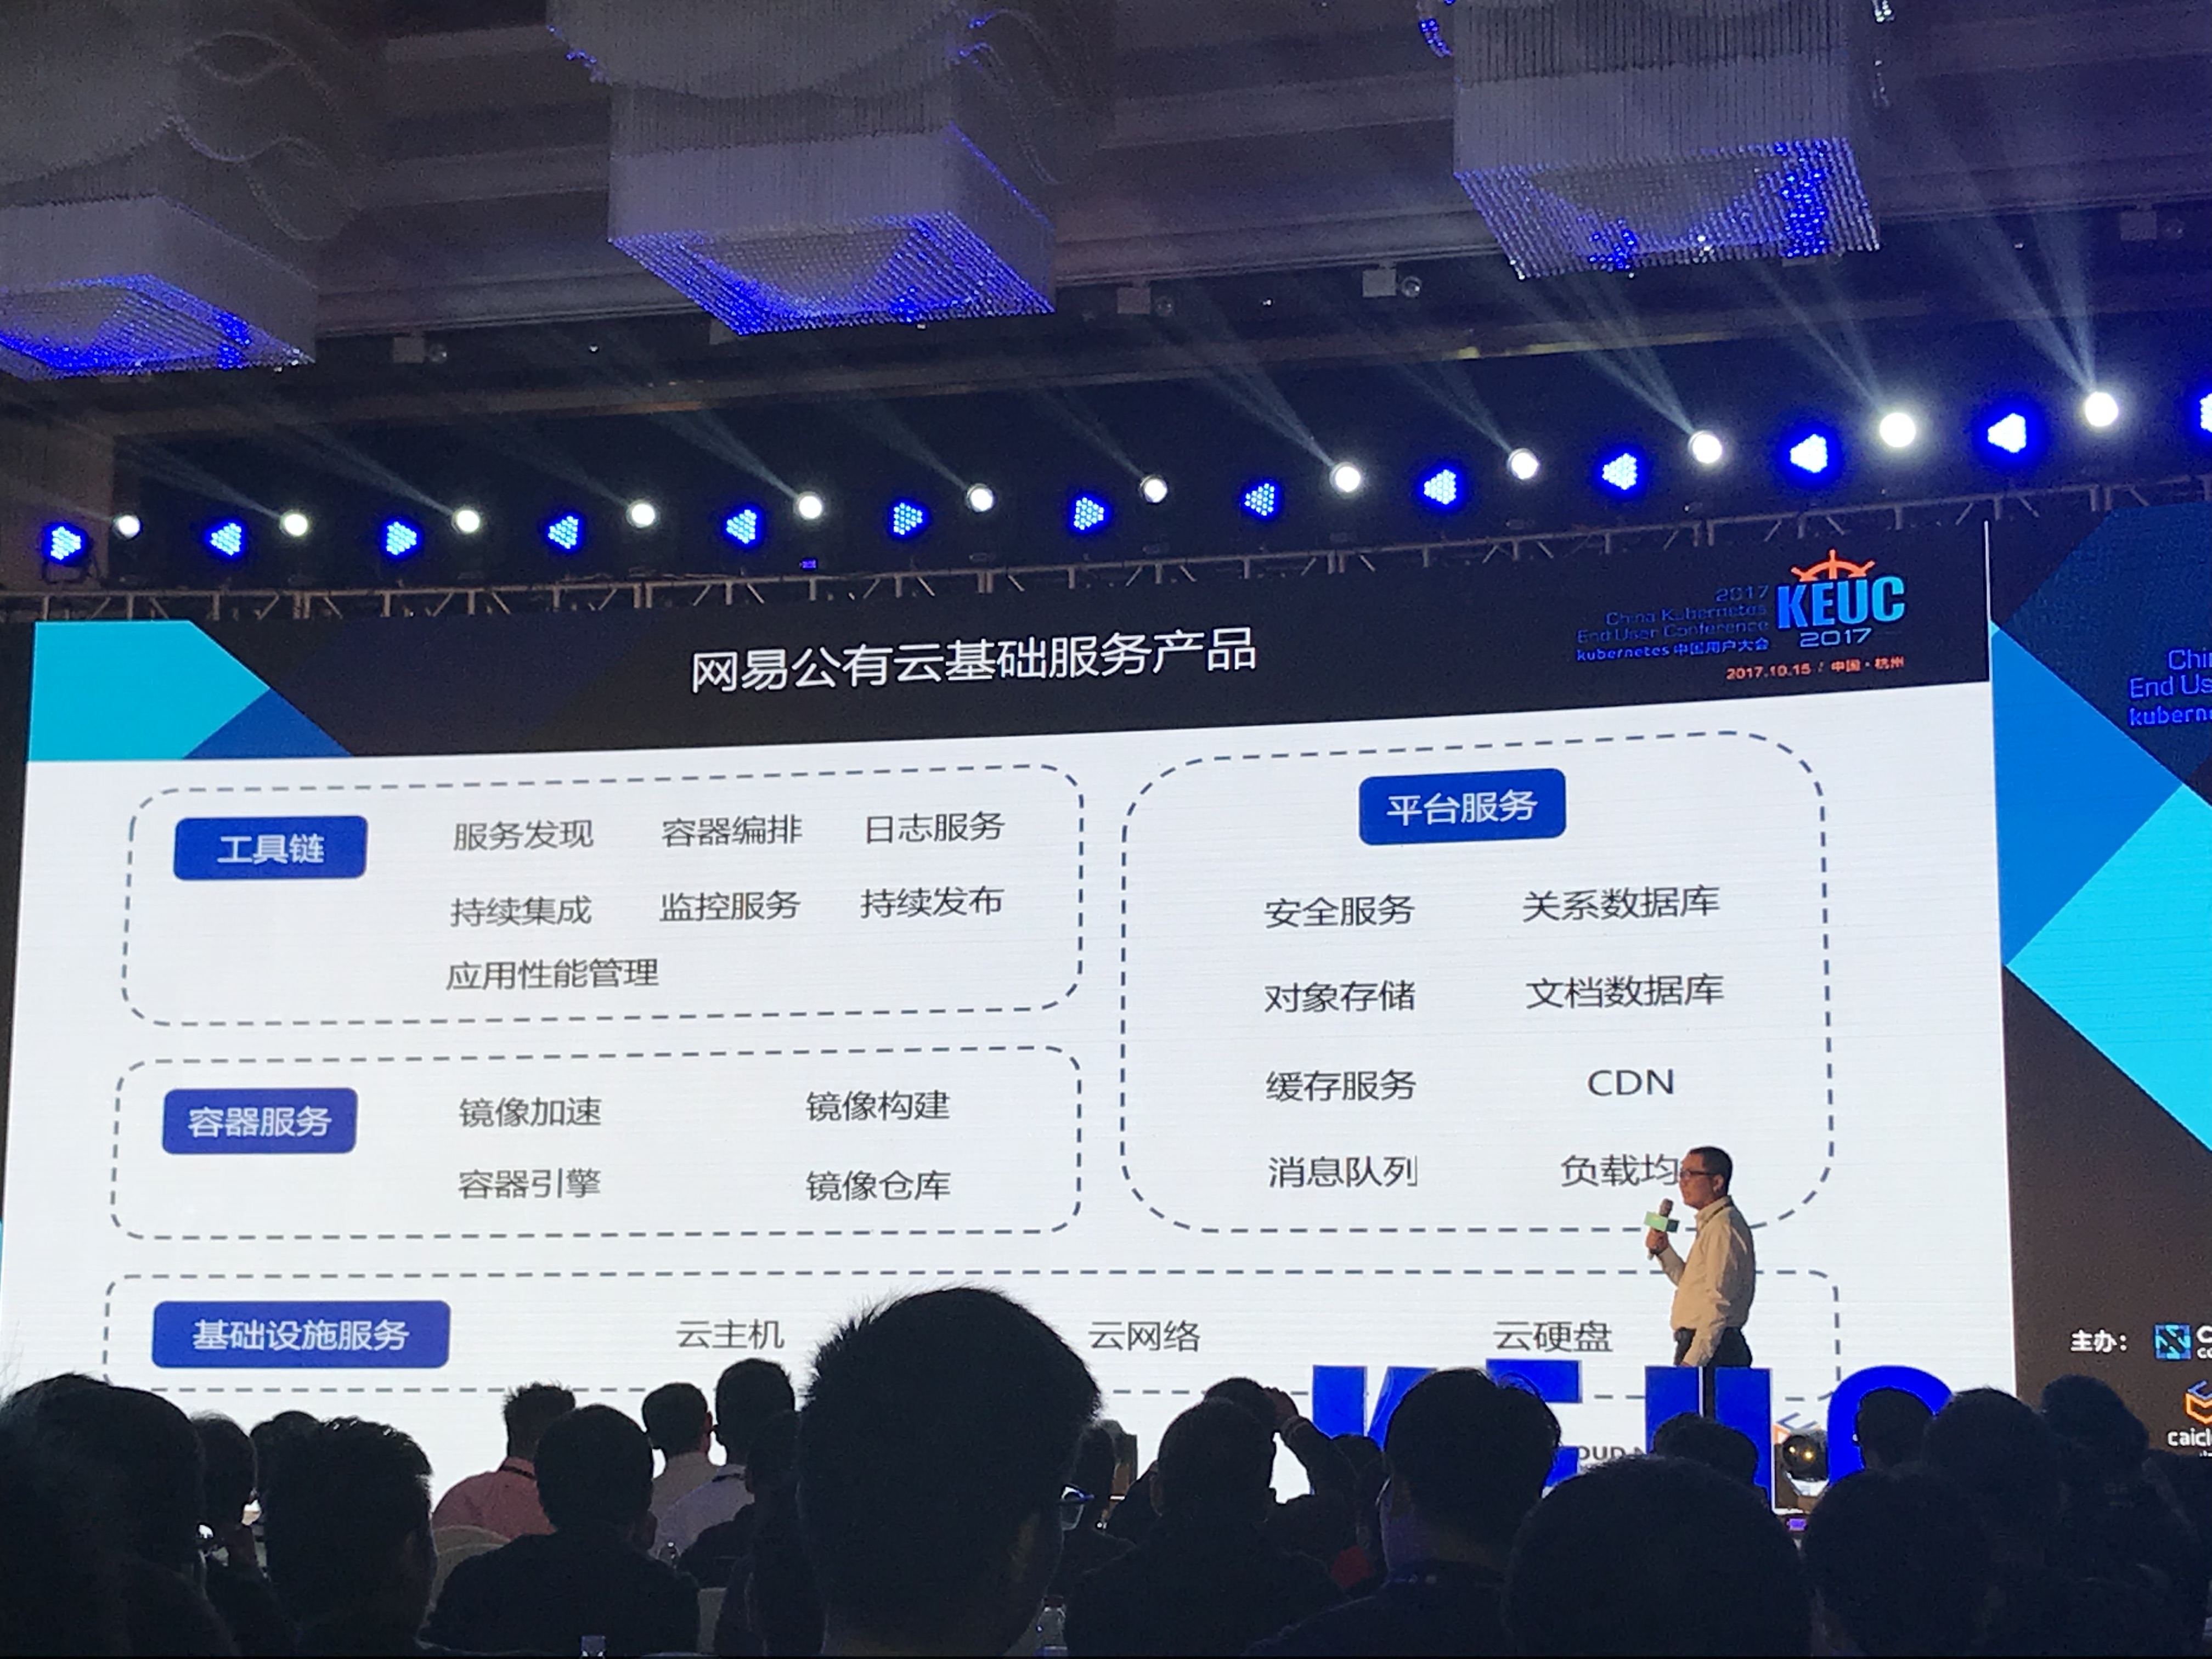 网易公有云基础服务产品
2017
China Kubernetes
End User Conference
kubernetes 中国用户大会
KEUC
2017
2017.10.15 / 中国·杭州
工具链
服务发现 容器编排 日志服务
持续集成 监控服务 持续发布
应用性能管理
容器服务
镜像加速 镜像构建
容器引擎 镜像仓库
平台服务
安全服务 关系数据库
对象存储 文档数据库
缓存服务 CDN
消息队列 负载均
基础设施服务 云主机 云网络 云硬盘
End Us
主办：